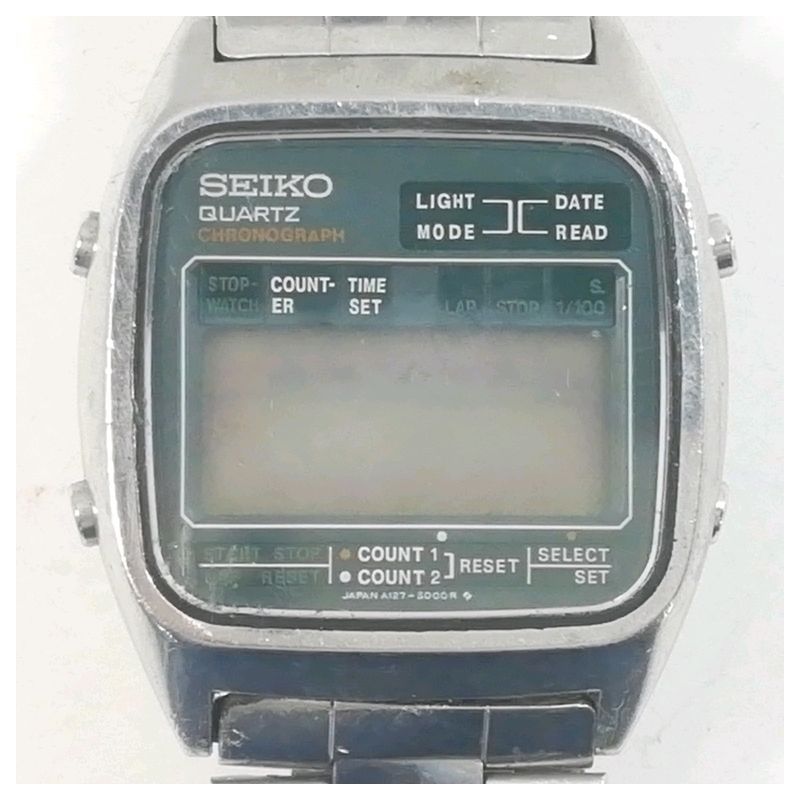 SEIKO
QUARTZ
CHRONOGRAPH
LIGHT DATE
MODE READ
STOP- COUNT- TIME S.
WATCH ER SET LAP STOP 1/100
START STOP COUNT 1 RESET SELECT
RESET COUNT 2 SET
JAPAN A127-5000R